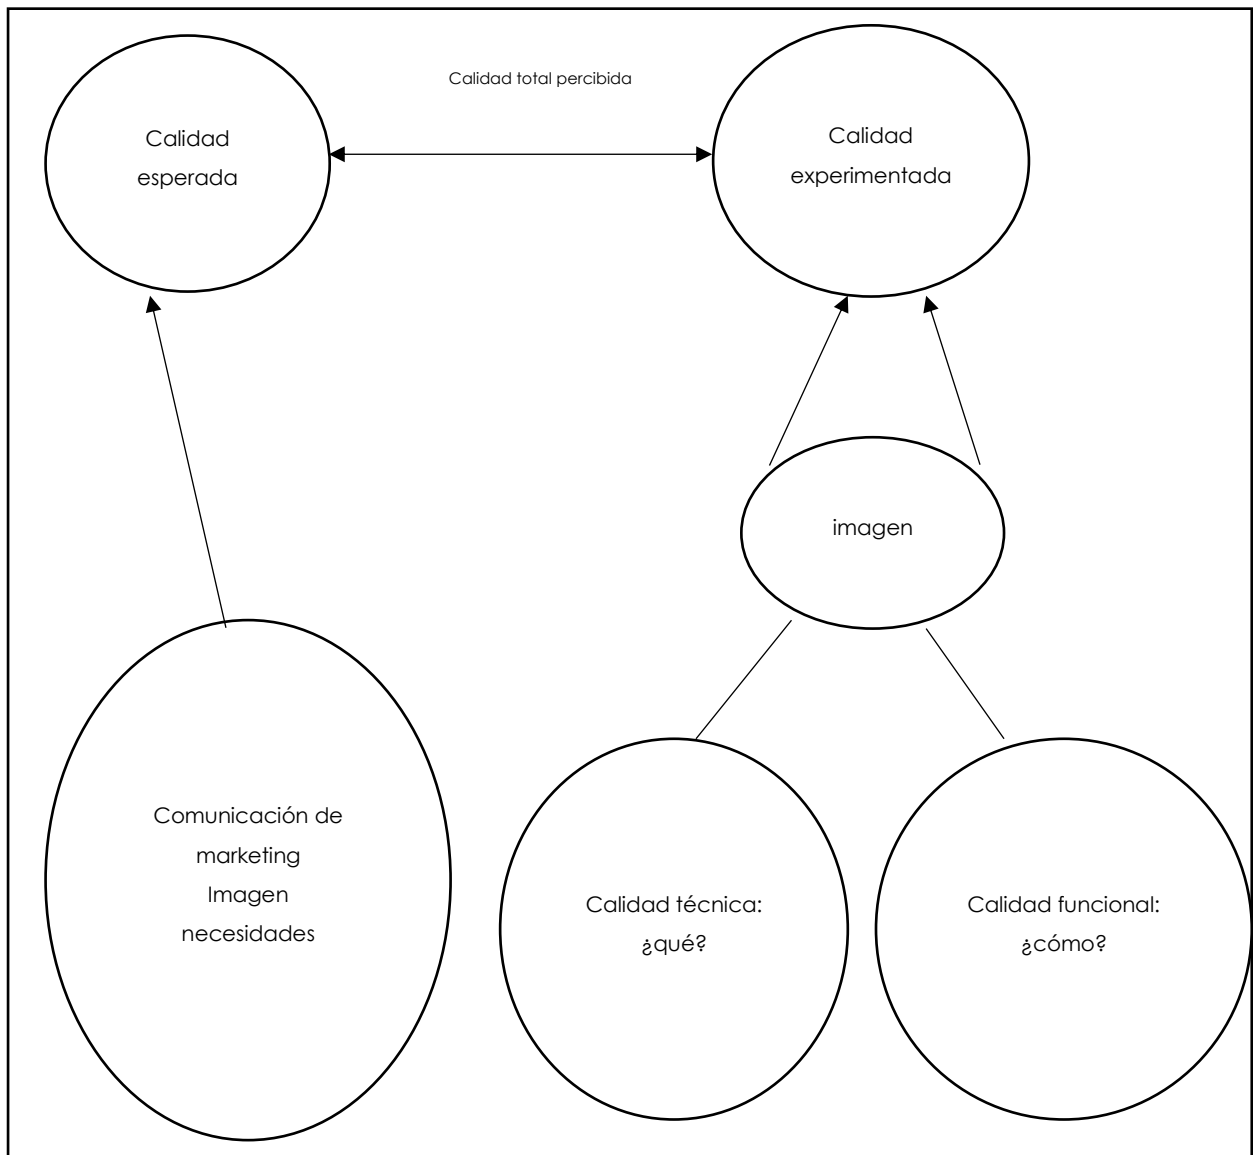 Calidad total percibida
Calidad
esperada
Calidad
experimentada
imagen
Comunicación de
marketing
Imagen
necesidades
Calidad técnica:
¿qué?
Calidad funcional:
¿cómo?